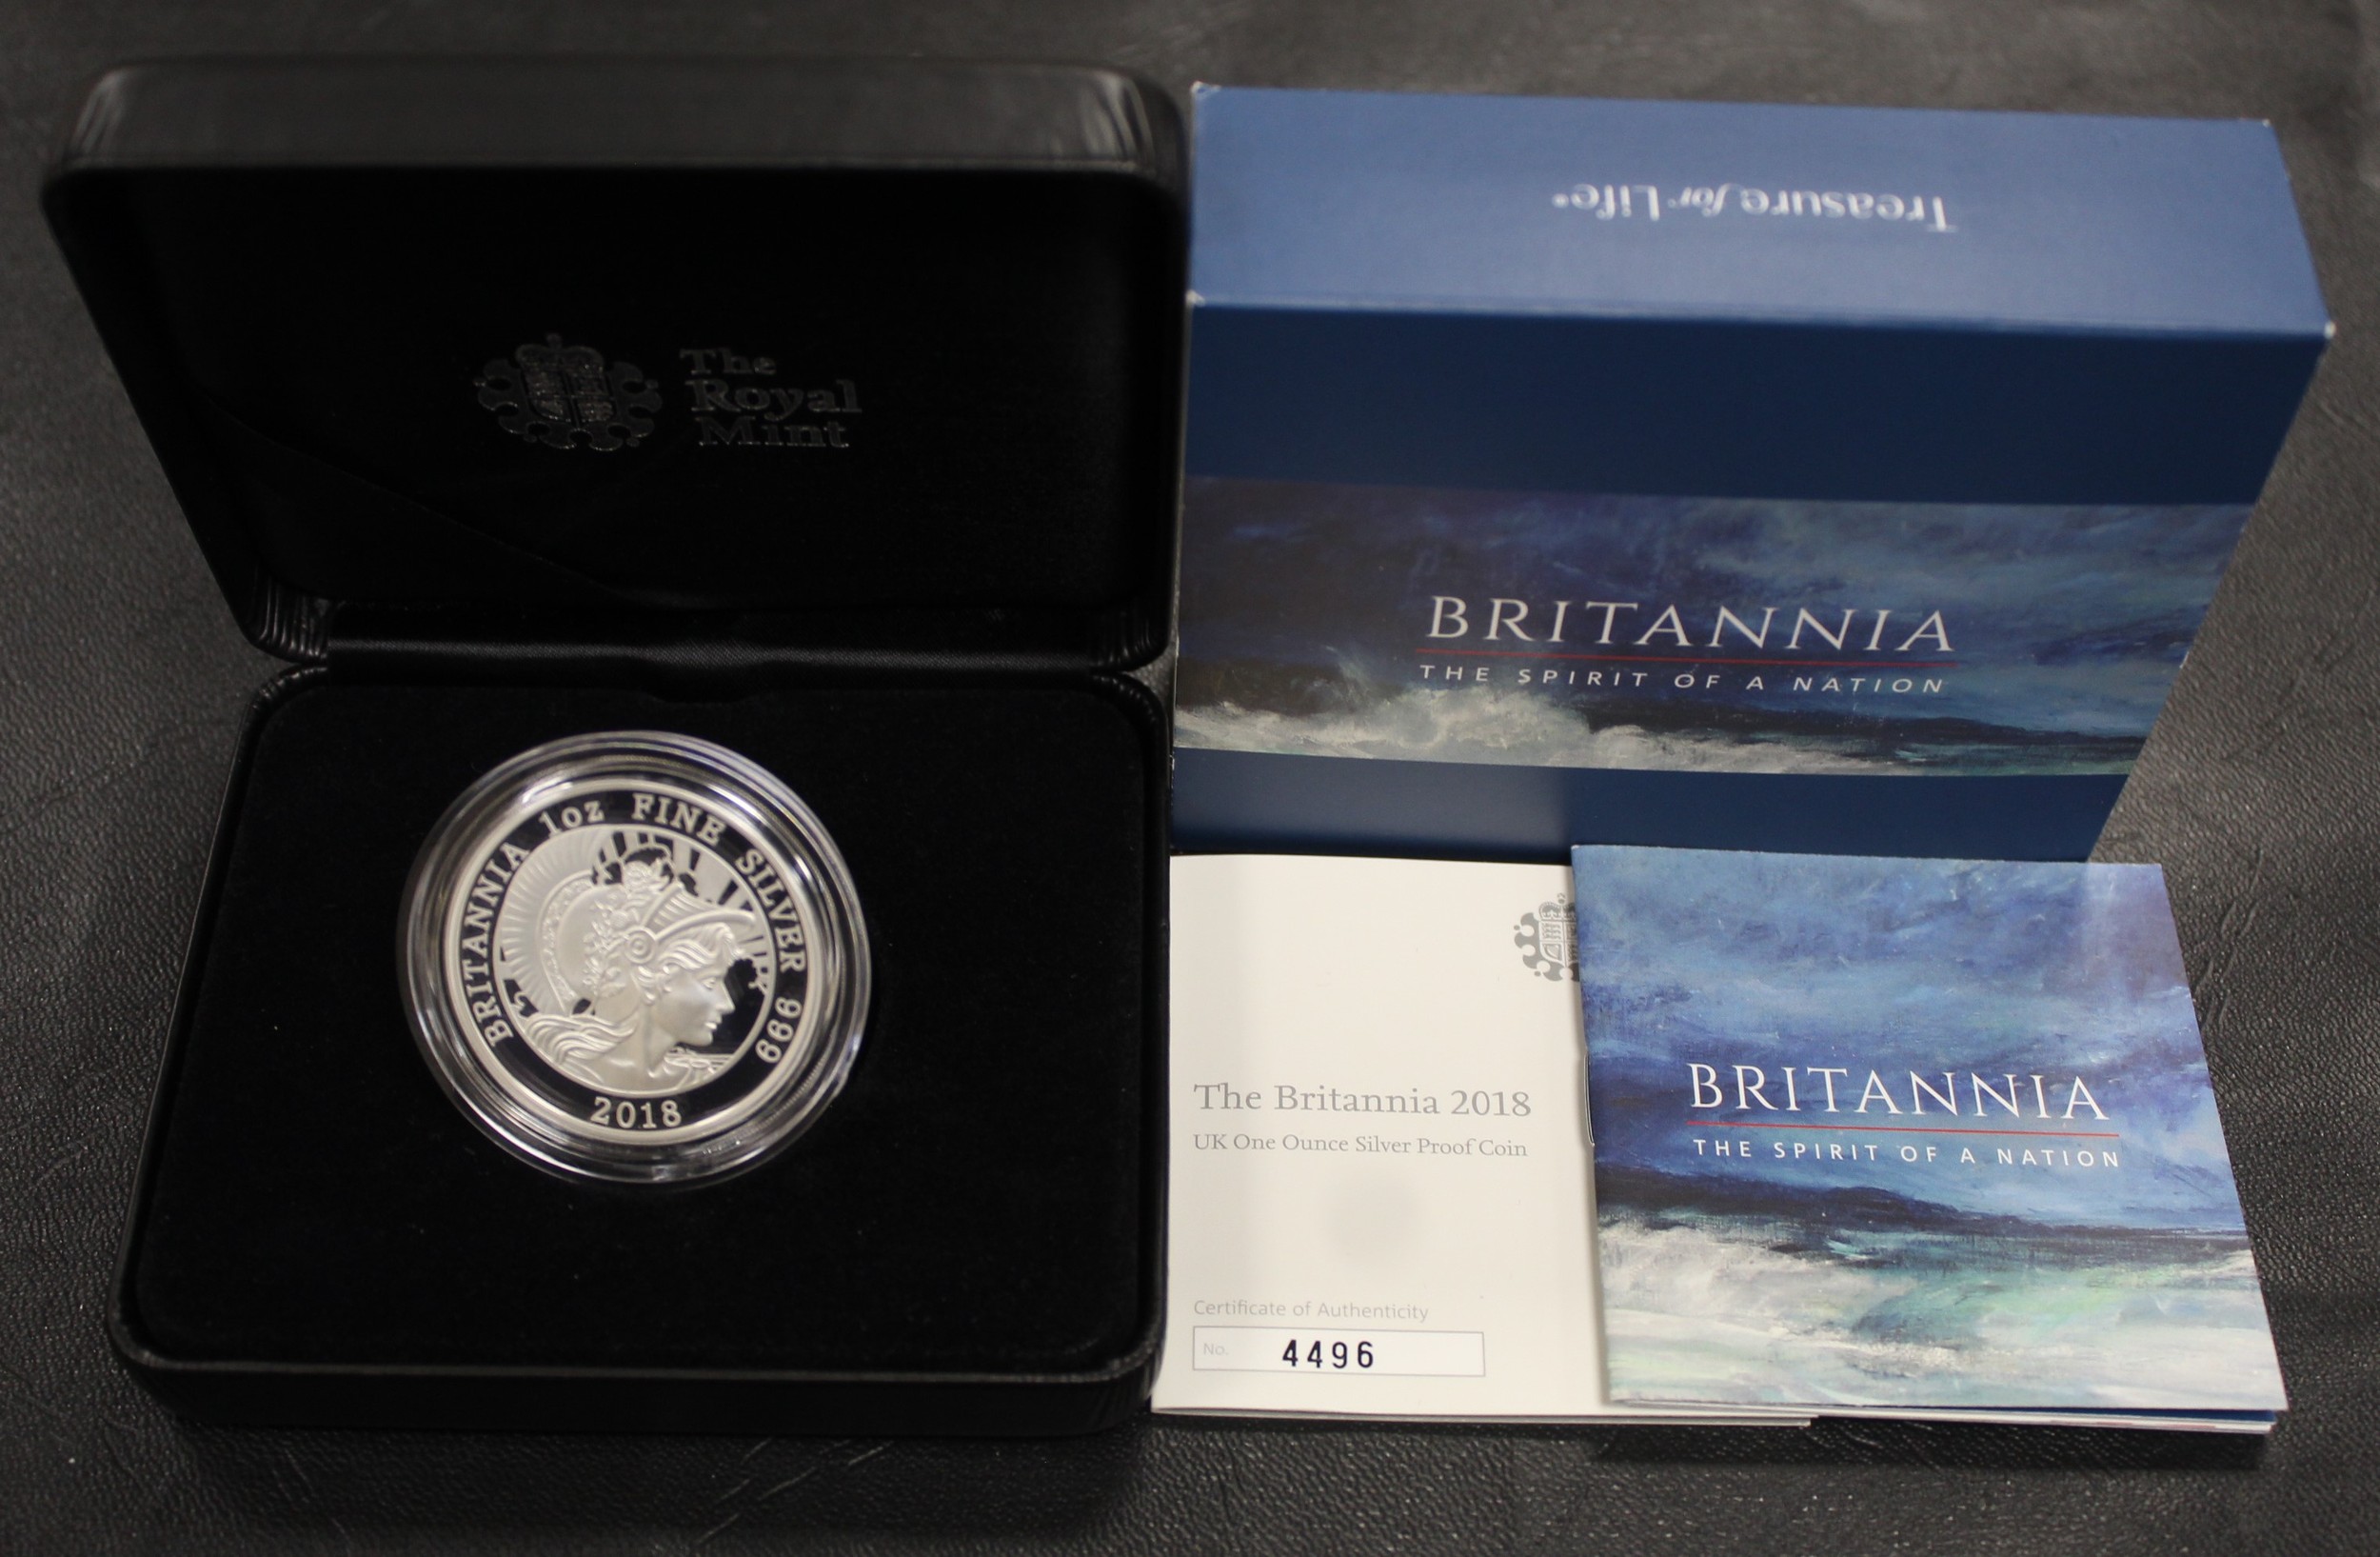 The
Royal
Mint
BRITANNIA 1oz FINE SILVER 999
2018
Treasure for Life®
BRITANNIA
THE SPIRIT OF A NATION
The Britannia 2018
UK One Ounce Silver Proof Coin
Certificate of Authenticity
No. 4496
BRITANNIA
THE SPIRIT OF A NATION